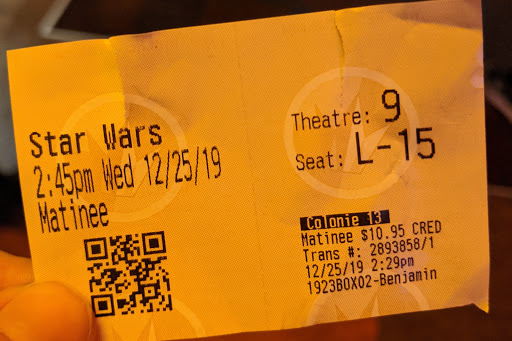 Star Wars
2:45pm Wed 12/25/19
Matinee
Theatre: 9
Seat: L-15
Colonie 13
Matinee $10.95 CRED
Trans #: 2893858/1
12/25/19 2:29pm
1923BOX02-Benjamin